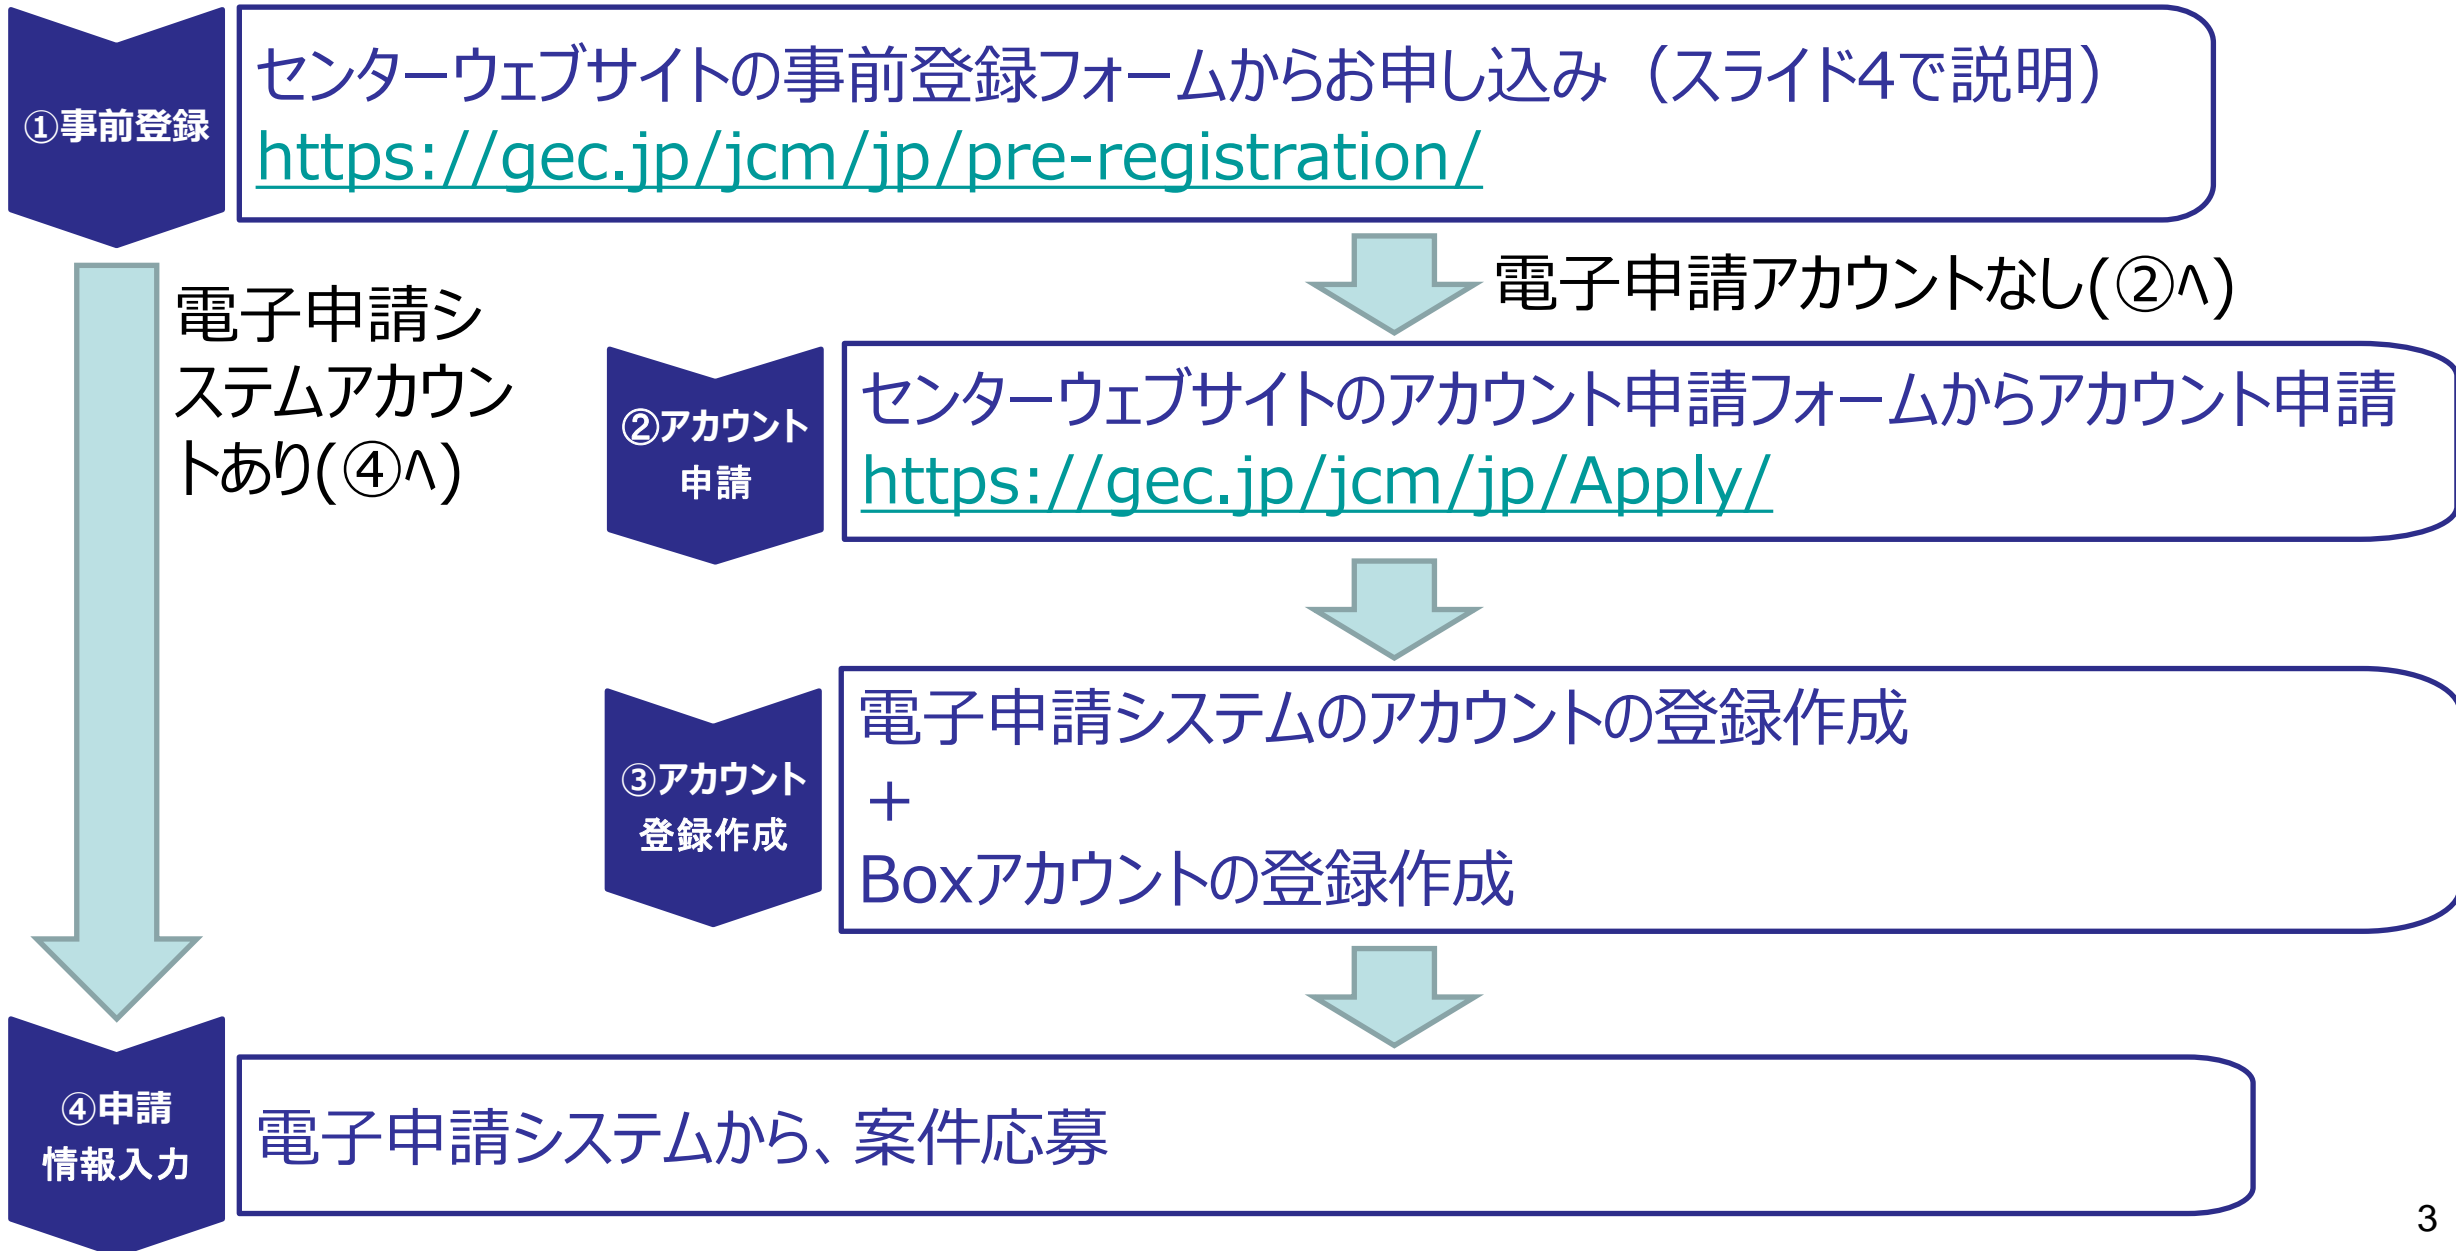 ①事前登録
センターウェブサイトの事前登録フォームからお申し込み（スライド4で説明）
https://gec.jp/jcm/jp/pre-registration/
電子申請シ
ステムアカウン
トあり(④へ)
電子申請アカウントなし(②へ)
②アカウント
申請
センターウェブサイトのアカウント申請フォームからアカウント申請
https://gec.jp/jcm/jp/Apply/
③アカウント
登録作成
電子申請システムのアカウントの登録作成
＋
Boxアカウントの登録作成
④申請
情報入力
電子申請システムから、案件応募
3